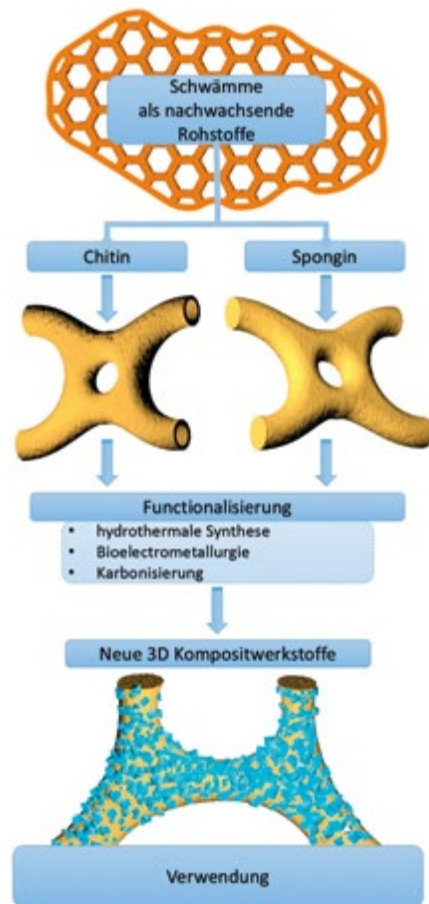 Schwämme
als nachwachsende
Rohstoffe
Chitin
Spongin
Functionalisierung
• hydrothermale Synthese
• Bioelectrometallurgie
• Karbonisierung
Neue 3D Kompositwerkstoffe
Verwendung